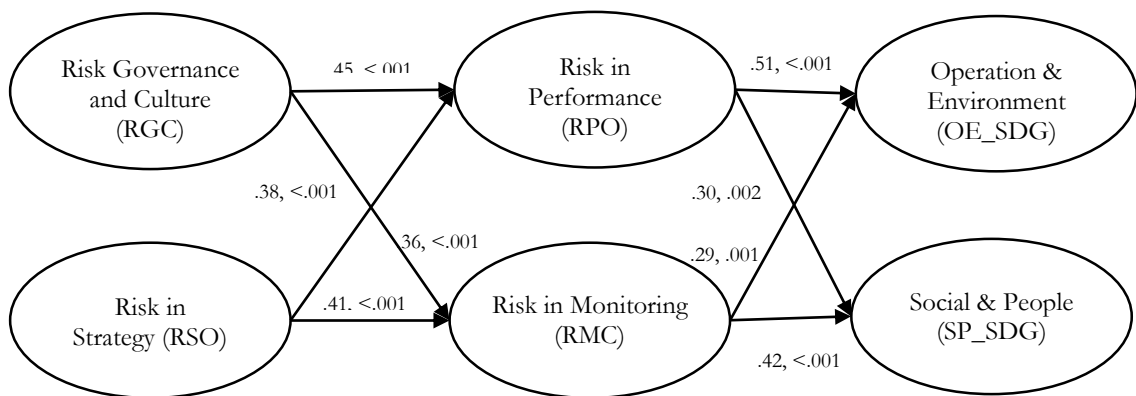 Risk Governance
and Culture
(RGC)
.45, <.001
Risk in
Performance
(RPO)
.51, <.001
Operation &
Environment
(OE_SDG)
.38, <.001
.36, <.001
.30, .002
.29, .001
Risk in
Strategy (RSO)
.41, <.001
Risk in Monitoring
(RMC)
.42, <.001
Social & People
(SP_SDG)